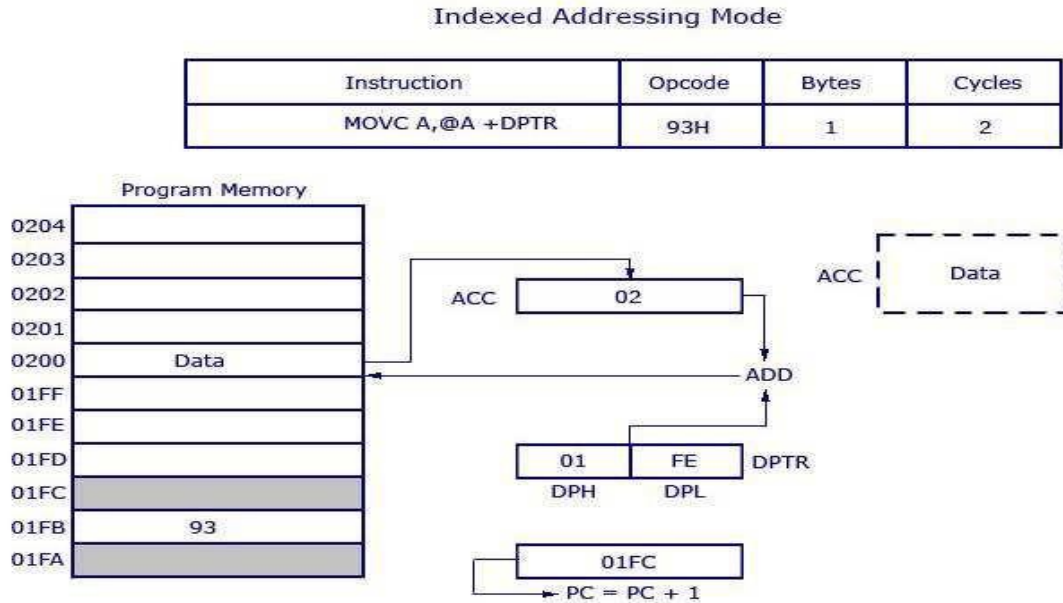 Indexed Addressing Mode
Instruction Opcode Bytes Cycles
MOVC A,@A +DPTR 93H 1 2
Program Memory
0204
0203
0202
0201
0200 Data
01FF
01FE
01FD
01FC
01FB 93
01FA
ACC 02
ADD
01 FE DPTR
DPH DPL
01FC
PC = PC + 1
ACC Data